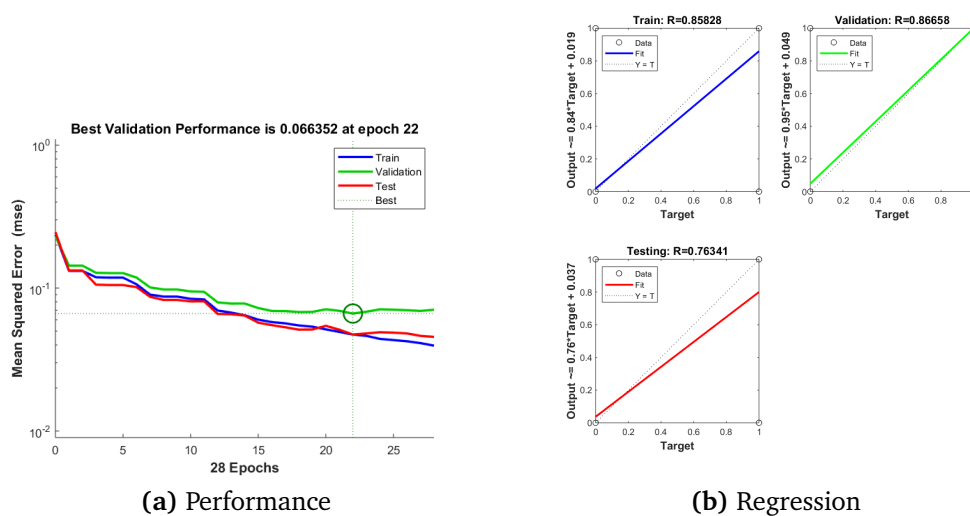 Best Validation Performance is 0.066352 at epoch 22
Mean Squared Error (mse)
10^0
10^-1
10^-2
Train
Validation
Test
Best
0 5 10 15 20 25
28 Epochs
(a) Performance
Train: R=0.85828
Output ~= 0.84*Target + 0.019
1
0.8
0.6
0.4
0.2
0
Data
Fit
Y = T
0 0.2 0.4 0.6 0.8 1
Target
Validation: R=0.86658
Output ~= 0.95*Target + 0.049
1
0.8
0.6
0.4
0.2
0
Data
Fit
Y = T
0 0.2 0.4 0.6 0.8
Target
Testing: R=0.76341
Output ~= 0.76*Target + 0.037
1
0.8
0.6
0.4
0.2
0
Data
Fit
Y = T
0 0.2 0.4 0.6 0.8 1
Target
(b) Regression